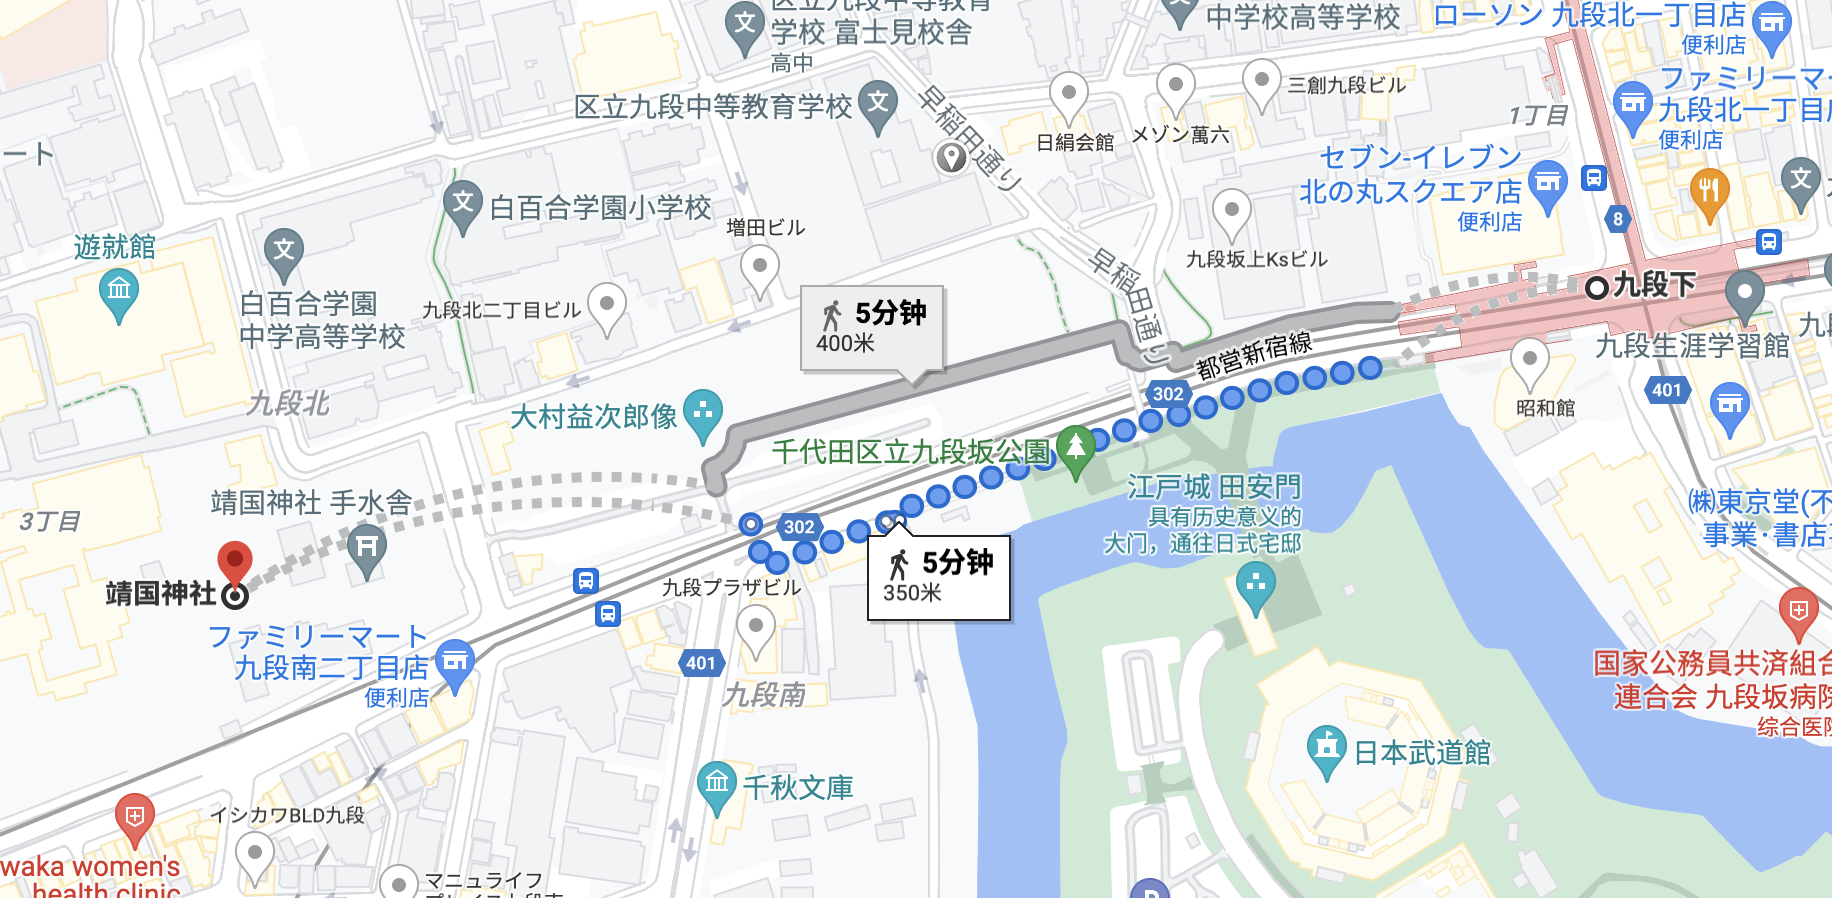 区立九段中等教育
学校 富士見校舎
高中
中学校高等学校
ローソン 九段北一丁目店
便利店
区立九段中等教育学校
早稲田通り
三創九段ビル
日絹会館
メゾン萬六
1丁目
ファミリーマー
九段北一丁目店
便利店
ート
セブン-イレブン
北の丸スクエア店
便利店
8
白百合学園小学校
増田ビル
遊就館
早稲田通り
九段坂上Ksビル
白百合学園
中学高等学校
九段北二丁目ビル
5分钟
400米
九段下
都営新宿線
九段生涯学習館
九段北
大村益次郎像
302
401
昭和館
千代田区立九段坂公園
江戸城 田安門
具有历史意义的
大门，通往日式宅邸
靖国神社 手水舎
3丁目
302
㈱東京堂(不
事業·書店
5分钟
350米
靖国神社
九段プラザビル
ファミリーマート
九段南二丁目店
便利店
401
九段南
国家公務員共済組合
連合会 九段坂病院
综合医院
日本武道館
千秋文庫
イシカワBLD九段
waka women's
health clinic
マニュライフ